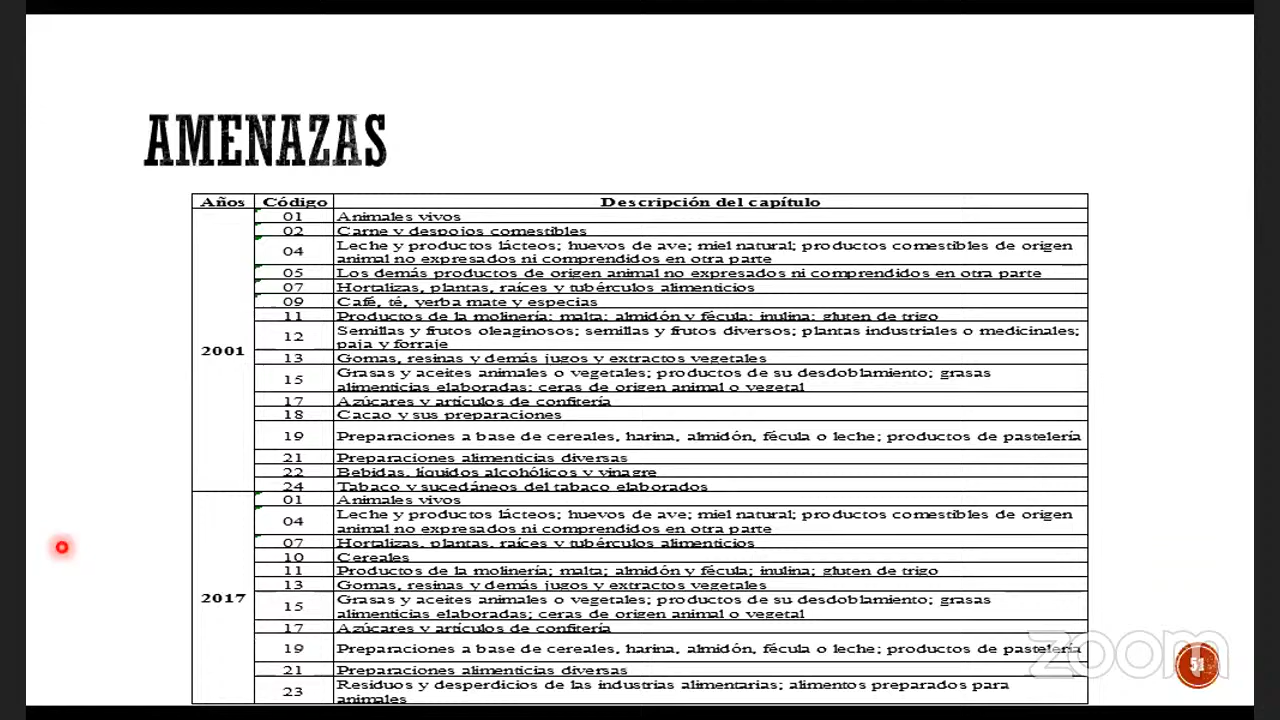 AMENAZAS
Años Código Descripción del capítulo
2001
01 Animales vivos
02 Carne y despojos comestibles
04 Leche y productos lácteos; huevos de ave; miel natural; productos comestibles de origen
animal no expresados ni comprendidos en otra parte
05 Los demás productos de origen animal no expresados ni comprendidos en otra parte
07 Hortalizas, plantas, raíces y tubérculos alimenticios
09 Café, té, yerba mate y especias
11 Productos de la molinería; malta; almidón y fécula; inulina; gluten de trigo
12 Semillas y frutos oleaginosos; semillas y frutos diversos; plantas industriales o medicinales;
paja y forraje
13 Gomas, resinas y demás jugos y extractos vegetales
15 Grasas y aceites animales o vegetales; productos de su desdoblamiento; grasas
alimenticias elaboradas; ceras de origen animal o vegetal
17 Azúcares y artículos de confitería
18 Cacao y sus preparaciones
19 Preparaciones a base de cereales, harina, almidón, fécula o leche; productos de pastelería
21 Preparaciones alimenticias diversas
22 Bebidas, líquidos alcohólicos y vinagre
24 Tabaco y sucedáneos del tabaco elaborados
2017
01 Animales vivos
04 Leche y productos lácteos; huevos de ave; miel natural; productos comestibles de origen
animal no expresados ni comprendidos en otra parte
07 Hortalizas, plantas, raíces y tubérculos alimenticios
10 Cereales
11 Productos de la molinería; malta; almidón y fécula; inulina; gluten de trigo
13 Gomas, resinas y demás jugos y extractos vegetales
15 Grasas y aceites animales o vegetales; productos de su desdoblamiento; grasas
alimenticias elaboradas; ceras de origen animal o vegetal
17 Azúcares y artículos de confitería
19 Preparaciones a base de cereales, harina, almidón, fécula o leche; productos de pastelería
21 Preparaciones alimenticias diversas
23 Residuos y desperdicios de las industrias alimentarias; alimentos preparados para
animales
zoom